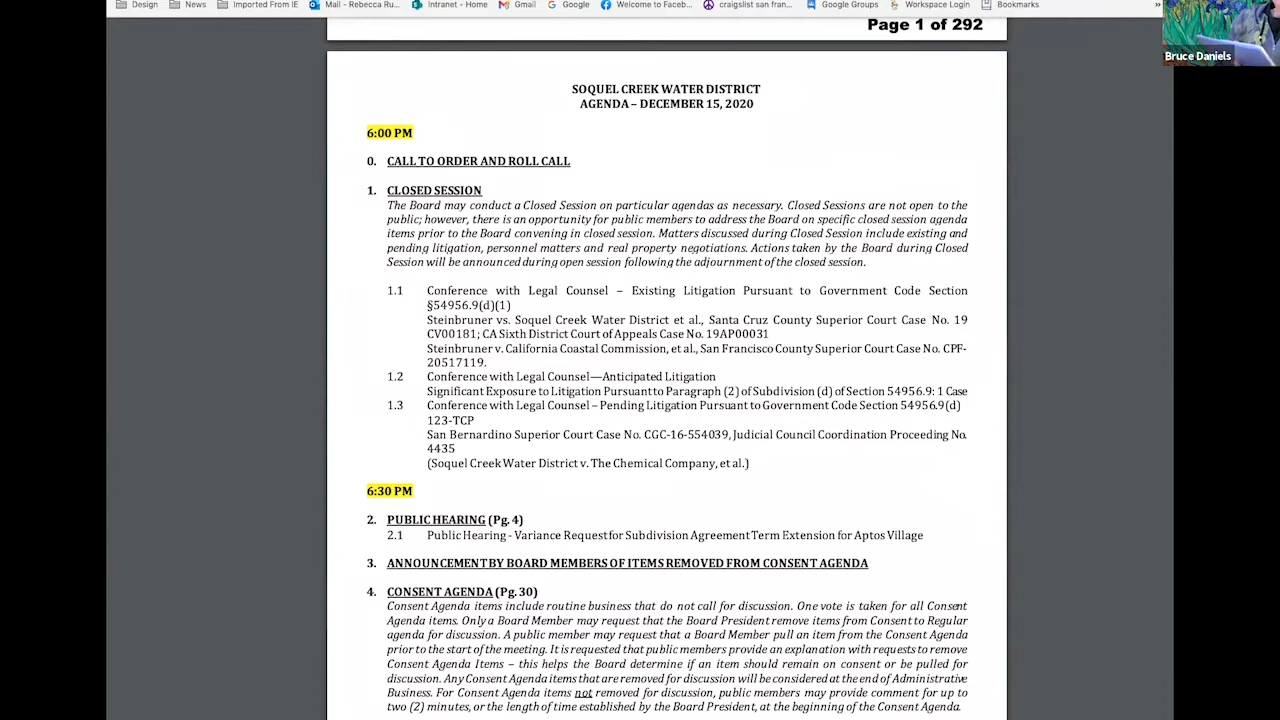 Design News Imported From IE Mail - Rebecca Ru... Intranet - Home Gmail Google Welcome to Faceb... craigslist san fran... Google Groups Workspace Login Bookmarks »
Page 1 of 292
Bruce Daniels
SOQUEL CREEK WATER DISTRICT
AGENDA – DECEMBER 15, 2020
6:00 PM
0. CALL TO ORDER AND ROLL CALL
1. CLOSED SESSION
The Board may conduct a Closed Session on particular agendas as necessary. Closed Sessions are not open to the
public; however, there is an opportunity for public members to address the Board on specific closed session agenda
items prior to the Board convening in closed session. Matters discussed during Closed Session include existing and
pending litigation, personnel matters and real property negotiations. Actions taken by the Board during Closed
Session will be announced during open session following the adjournment of the closed session.
1.1 Conference with Legal Counsel – Existing Litigation Pursuant to Government Code Section
§54956.9(d)(1)
Steinbruner vs. Soquel Creek Water District et al., Santa Cruz County Superior Court Case No. 19
CV00181; CA Sixth District Court of Appeals Case No. 19AP00031
Steinbruner v. California Coastal Commission, et al., San Francisco County Superior Court Case No. CPF-
20517119.
1.2 Conference with Legal Counsel—Anticipated Litigation
Significant Exposure to Litigation Pursuant to Paragraph (2) of Subdivision (d) of Section 54956.9: 1 Case
1.3 Conference with Legal Counsel – Pending Litigation Pursuant to Government Code Section 54956.9(d)
123-TCP
San Bernardino Superior Court Case No. CGC-16-554039, Judicial Council Coordination Proceeding No.
4435
(Soquel Creek Water District v. The Chemical Company, et al.)
6:30 PM
2. PUBLIC HEARING (Pg. 4)
2.1 Public Hearing - Variance Request for Subdivision Agreement Term Extension for Aptos Village
3. ANNOUNCEMENT BY BOARD MEMBERS OF ITEMS REMOVED FROM CONSENT AGENDA
4. CONSENT AGENDA (Pg. 30)
Consent Agenda items include routine business that do not call for discussion. One vote is taken for all Consent
Agenda items. Only a Board Member may request that the Board President remove items from Consent to Regular
agenda for discussion. A public member may request that a Board Member pull an item from the Consent Agenda
prior to the start of the meeting. It is requested that public members provide an explanation with requests to remove
Consent Agenda Items – this helps the Board determine if an item should remain on consent or be pulled for
discussion. Any Consent Agenda items that are removed for discussion will be considered at the end of Administrative
Business. For Consent Agenda items not removed for discussion, public members may provide comment for up to
two (2) minutes, or the length of time established by the Board President, at the beginning of the Consent Agenda.